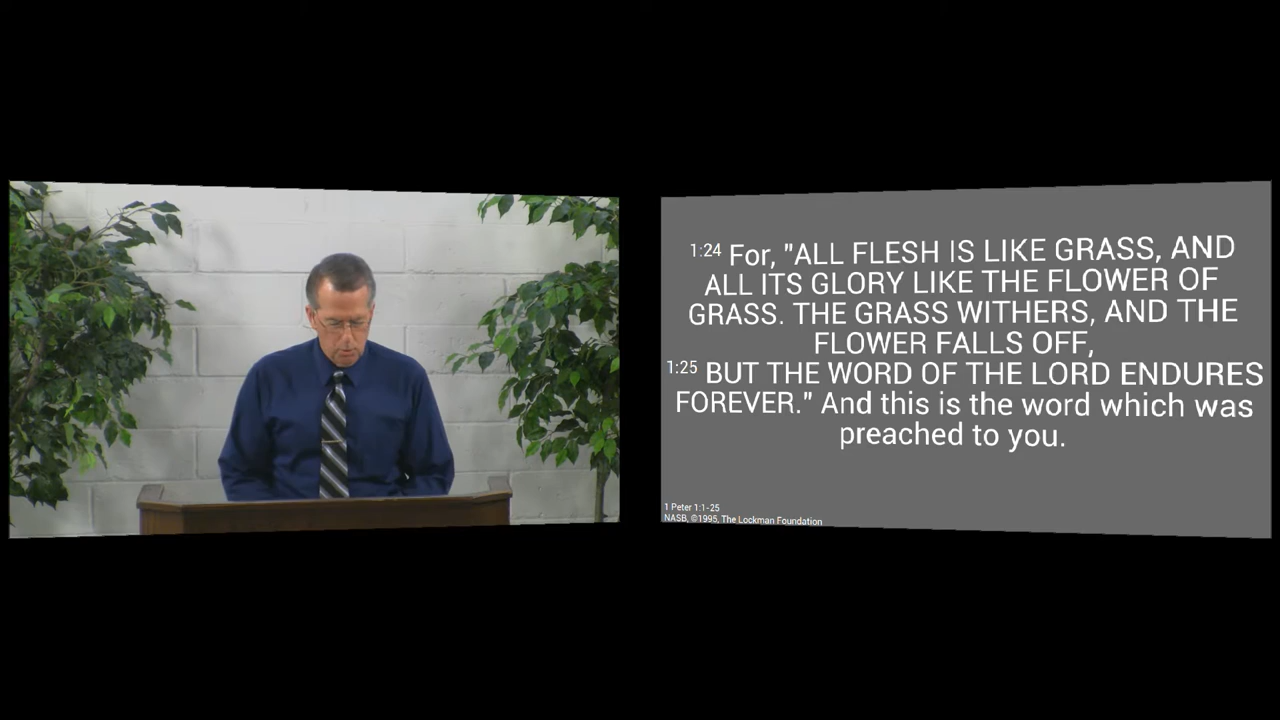 1:24 For, "ALL FLESH IS LIKE GRASS, AND
ALL ITS GLORY LIKE THE FLOWER OF
GRASS. THE GRASS WITHERS, AND THE
FLOWER FALLS OFF,
1:25 BUT THE WORD OF THE LORD ENDURES
FOREVER." And this is the word which was
preached to you.
1 Peter 1:1-25
NASB, ©1995, The Lockman Foundation